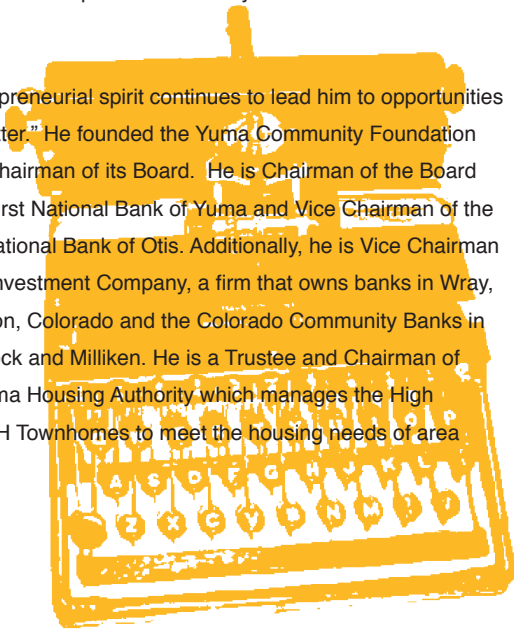 preneurial spirit continues to lead him to opportunities
ter.” He founded the Yuma Community Foundation
hairman of its Board. He is Chairman of the Board
irst National Bank of Yuma and Vice Chairman of the
ational Bank of Otis. Additionally, he is Vice Chairman
nvestment Company, a firm that owns banks in Wray,
on, Colorado and the Colorado Community Banks in
ck and Milliken. He is a Trustee and Chairman of
ma Housing Authority which manages the High
H Townhomes to meet the housing needs of area
O P
A S D F G H J K L
Z X C V N M